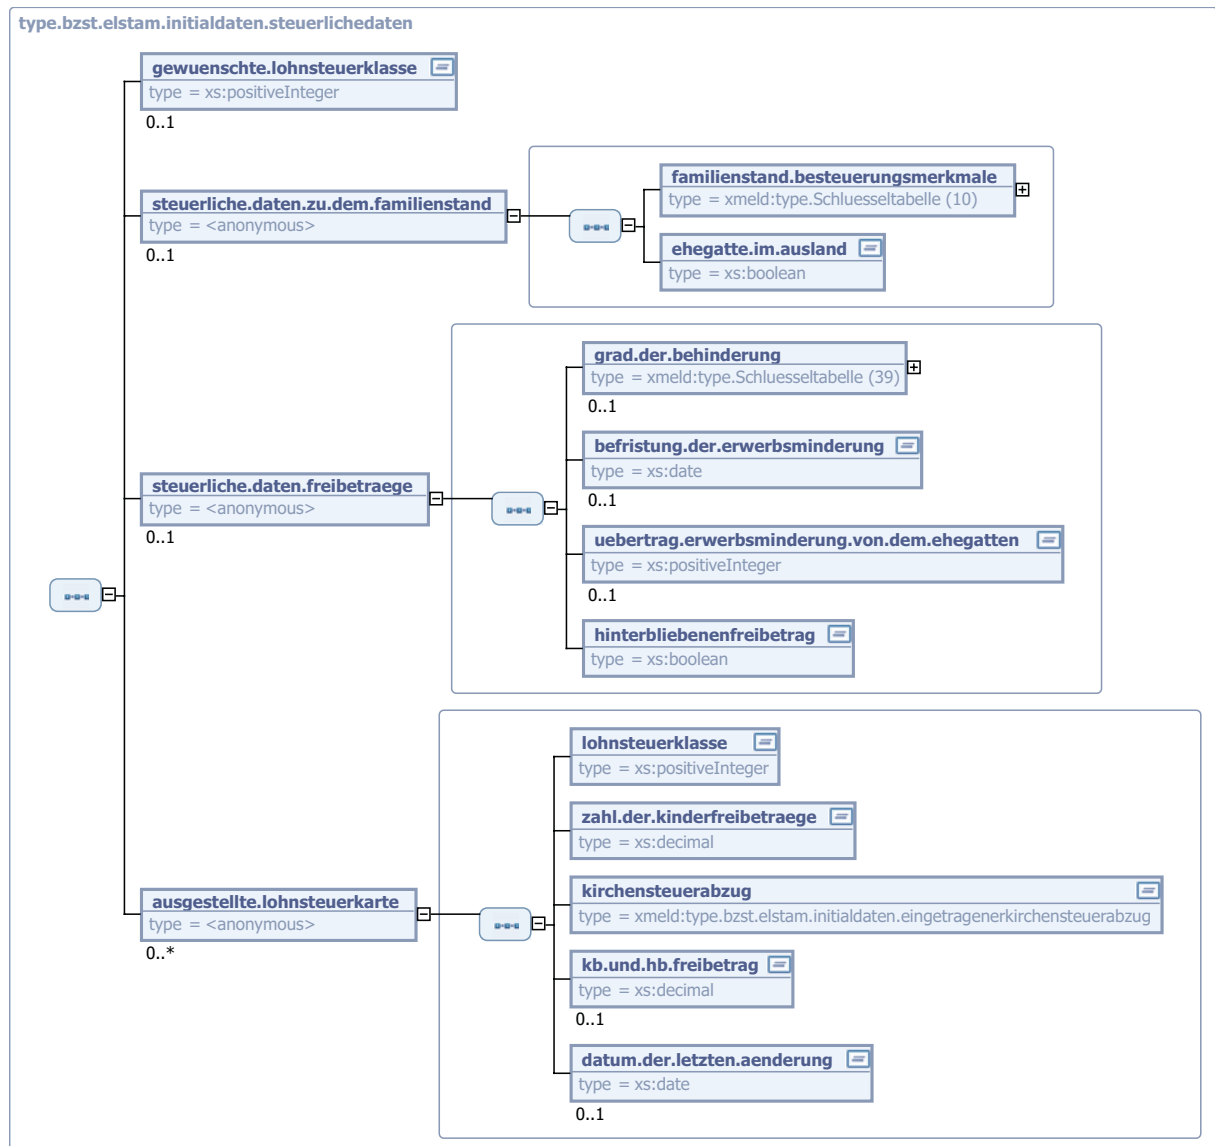 type.bzst.elstam.initialdaten.steuerlichedaten
gewuenschte.lohnsteuerklasse
type = xs:positiveInteger
0..1
steuerliche.daten.zu.dem.familienstand
type = <anonymous>
0..1
familienstand.besteuerungsmerkmale
type = xmeld:type.Schluesseltabelle (10)
ehegatte.im.ausland
type = xs:boolean
steuerliche.daten.freibetraege
type = <anonymous>
0..1
grad.der.behinderung
type = xmeld:type.Schluesseltabelle (39)
0..1
befristung.der.erwerbsminderung
type = xs:date
0..1
uebertrag.erwerbsminderung.von.dem.ehegatten
type = xs:positiveInteger
0..1
hinterbliebenenfreibetrag
type = xs:boolean
ausgestellte.lohnsteuerkarte
type = <anonymous>
0..*
lohnsteuerklasse
type = xs:positiveInteger
zahl.der.kinderfreibetraege
type = xs:decimal
kirchensteuerabzug
type = xmeld:type.bzst.elstam.initialdaten.eingetragenerkirchensteuerabzug
kb.und.hb.freibetrag
type = xs:decimal
0..1
datum.der.letzten.aenderung
type = xs:date
0..1